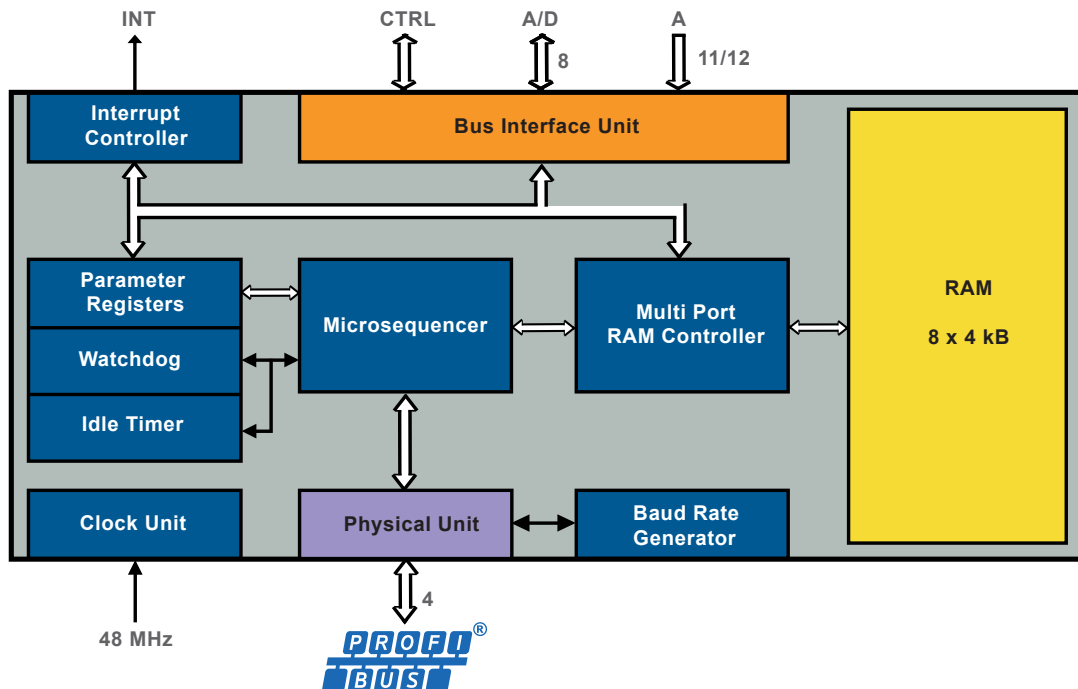 INT
CTRL
A/D
A
8
11/12
Interrupt
Controller
Bus Interface Unit
Parameter
Registers
Watchdog
Idle Timer
Microsequencer
Multi Port
RAM Controller
RAM
8 x 4 kB
Clock Unit
Physical Unit
Baud Rate
Generator
48 MHz
4
PROFI®
BUS